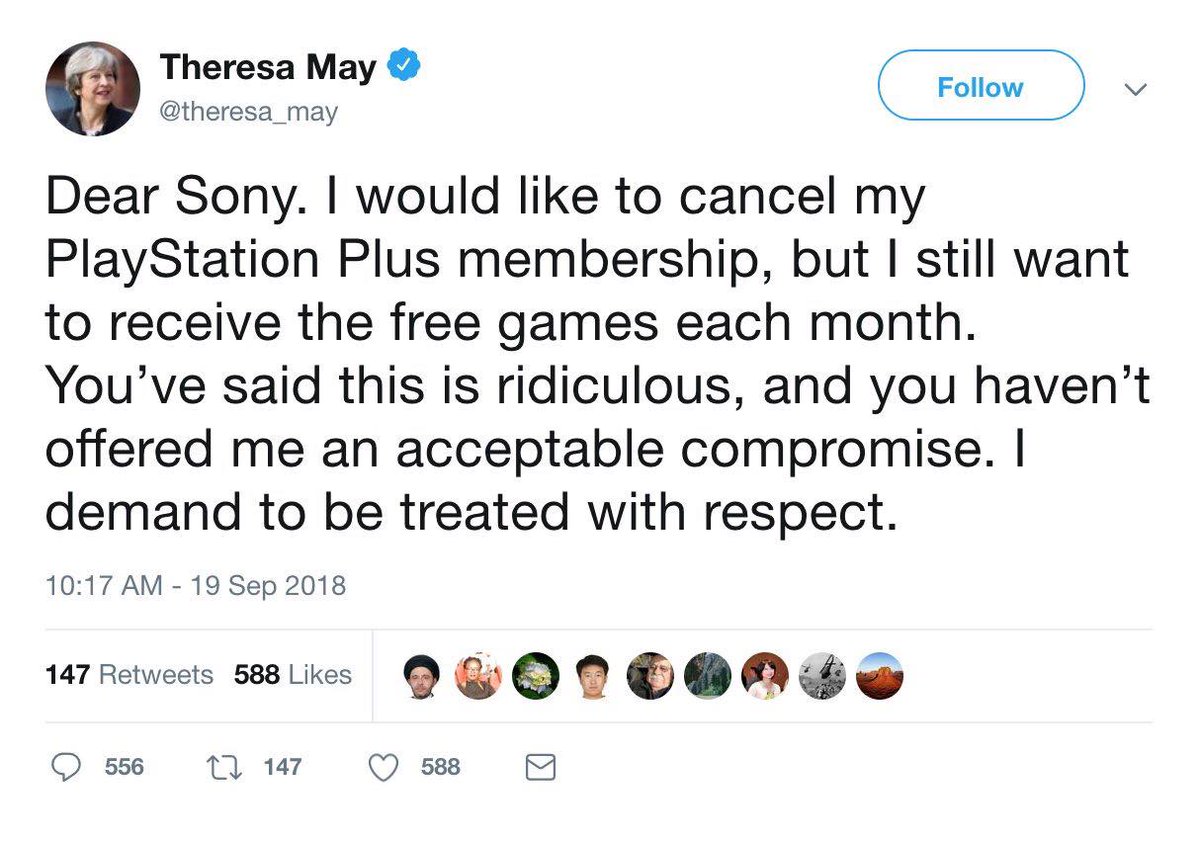 Theresa May
@theresa_may
Follow
Dear Sony. I would like to cancel my
PlayStation Plus membership, but I still want
to receive the free games each month.
You’ve said this is ridiculous, and you haven’t
offered me an acceptable compromise. I
demand to be treated with respect.
10:17 AM - 19 Sep 2018
147 Retweets 588 Likes
556 147 588